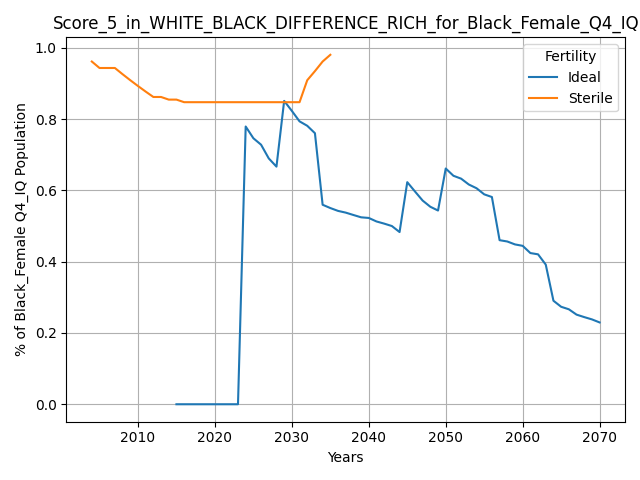 Score_5_in_WHITE_BLACK_DIFFERENCE_RICH_for_Black_Female_Q4_IQ
Fertility
Ideal
Sterile
% of Black_Female Q4_IQ Population
1.0
0.8
0.6
0.4
0.2
0.0
2010 2020 2030 2040 2050 2060 2070
Years